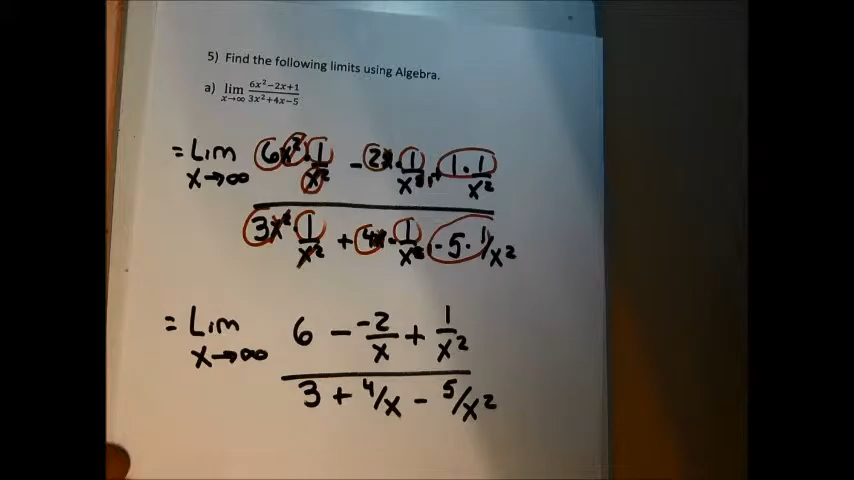 5) Find the following limits using Algebra.
a) lim x→∞ (6x²−2x+1)/(3x²+4x−5)
= Lim x→∞ (6x² · 1/x² − 2x · 1/x² + 1 · 1/x²)/(3x² · 1/x² + 4x · 1/x² − 5 · 1/x²)
= Lim x→∞ (6 − −2/x + 1/x²)/(3 + 4/x − 5/x²)